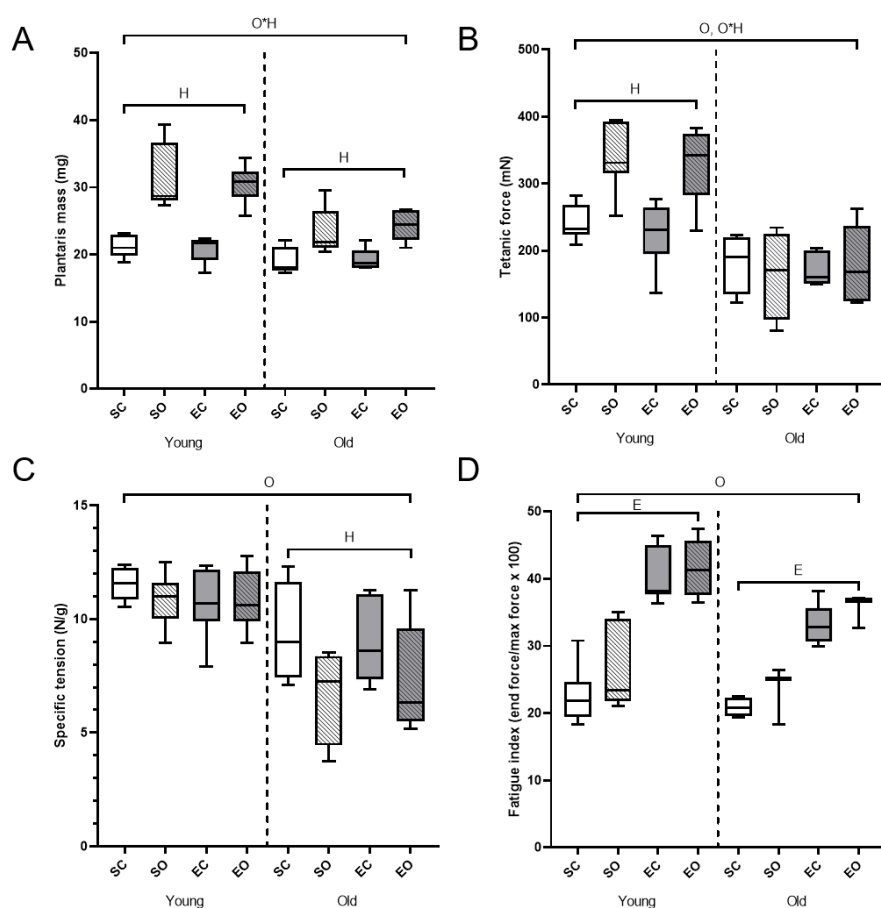 A
O*H
H
H
Plantaris mass (mg)
50
40
30
20
10
0
SC
SO
EC
EO
SC
SO
EC
EO
Young
Old
B
O, O*H
H
Tetanic force (mN)
500
400
300
200
100
0
SC
SO
EC
EO
SC
SO
EC
EO
Young
Old
C
O
H
Specific tension (N/g)
15
10
5
0
SC
SO
EC
EO
SC
SO
EC
EO
Young
Old
D
O
E
E
Fatigue index (end force/max force x 100)
50
40
30
20
10
0
SC
SO
EC
EO
SC
SO
EC
EO
Young
Old